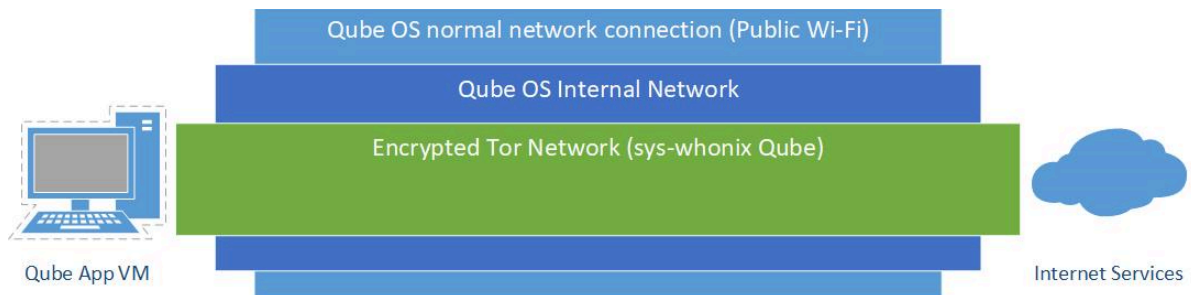 Qube OS normal network connection (Public Wi-Fi)
Qube OS Internal Network
Encrypted Tor Network (sys-whonix Qube)
Qube App VM
Internet Services